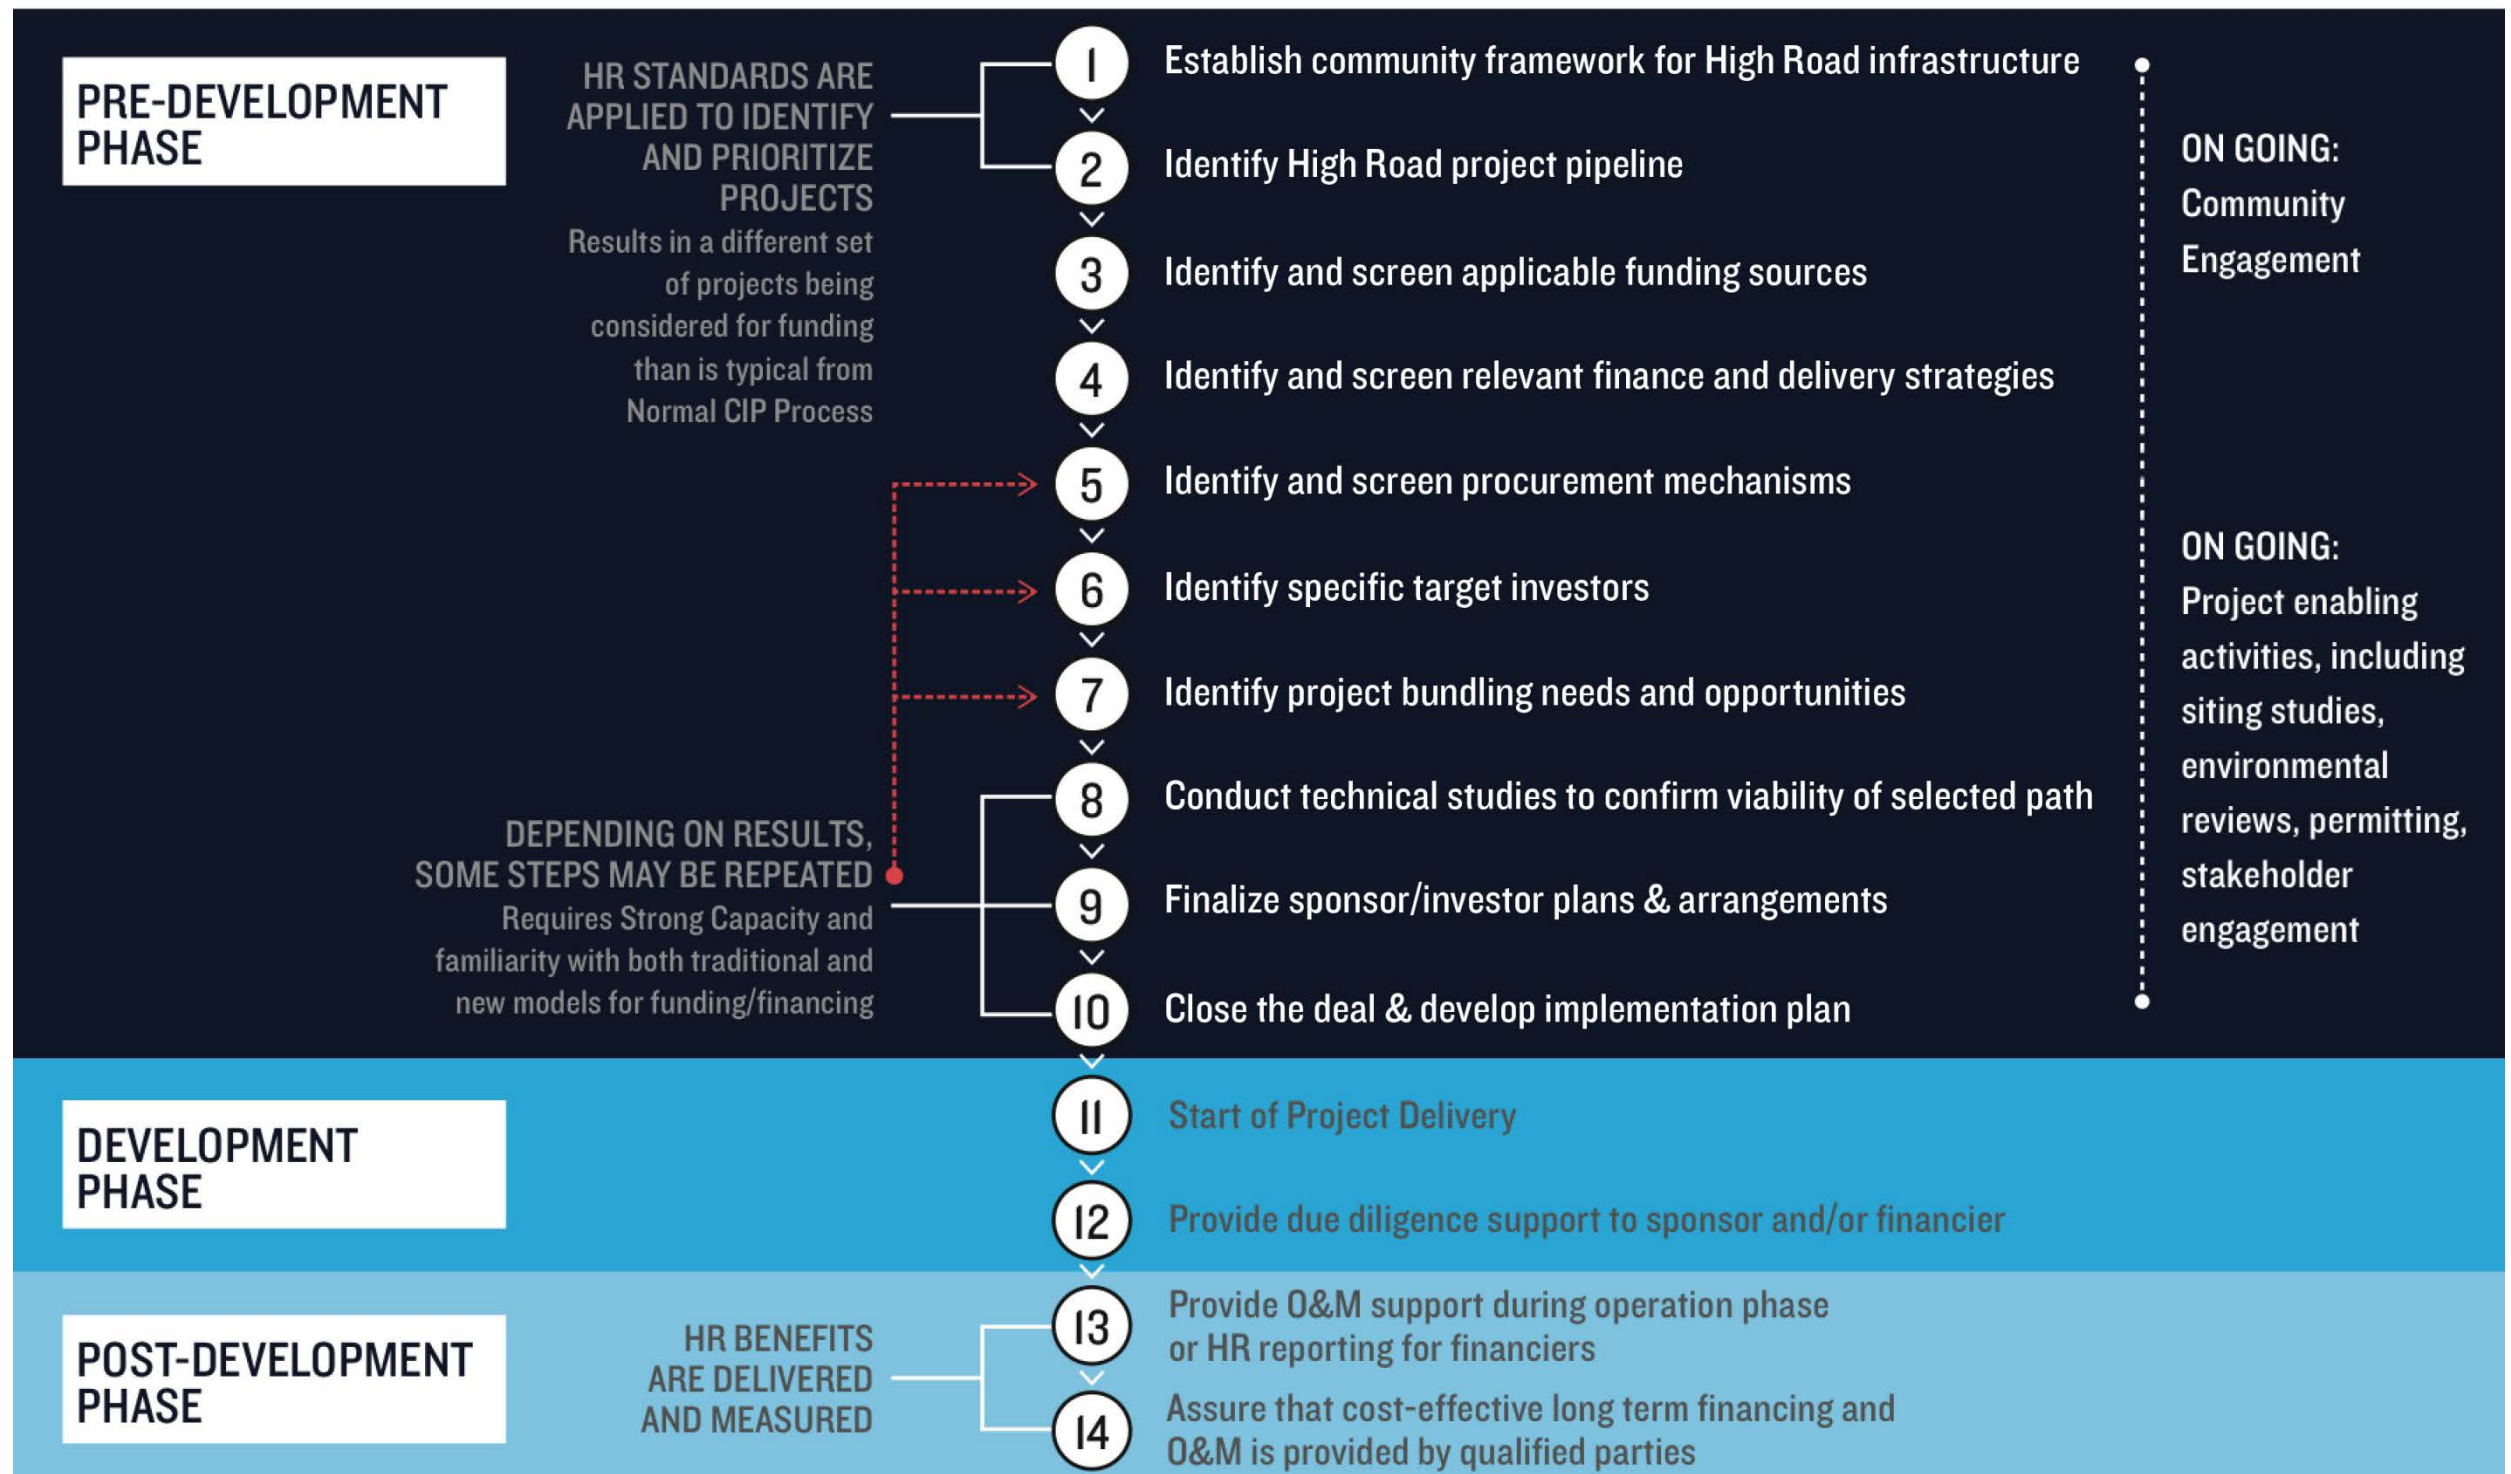 PRE-DEVELOPMENT
PHASE
HR STANDARDS ARE
APPLIED TO IDENTIFY
AND PRIORITIZE
PROJECTS
Results in a different set
of projects being
considered for funding
than is typical from
Normal CIP Process
1
Establish community framework for High Road infrastructure
2
Identify High Road project pipeline
3
Identify and screen applicable funding sources
4
Identify and screen relevant finance and delivery strategies
5
Identify and screen procurement mechanisms
6
Identify specific target investors
7
Identify project bundling needs and opportunities
DEPENDING ON RESULTS,
SOME STEPS MAY BE REPEATED
Requires Strong Capacity and
familiarity with both traditional and
new models for funding/financing
8
Conduct technical studies to confirm viability of selected path
9
Finalize sponsor/investor plans & arrangements
10
Close the deal & develop implementation plan
ON GOING:
Community
Engagement
ON GOING:
Project enabling
activities, including
siting studies,
environmental
reviews, permitting,
stakeholder
engagement
DEVELOPMENT
PHASE
11
Start of Project Delivery
12
Provide due diligence support to sponsor and/or financier
POST-DEVELOPMENT
PHASE
HR BENEFITS
ARE DELIVERED
AND MEASURED
13
Provide O&M support during operation phase
or HR reporting for financiers
14
Assure that cost-effective long term financing and
O&M is provided by qualified parties